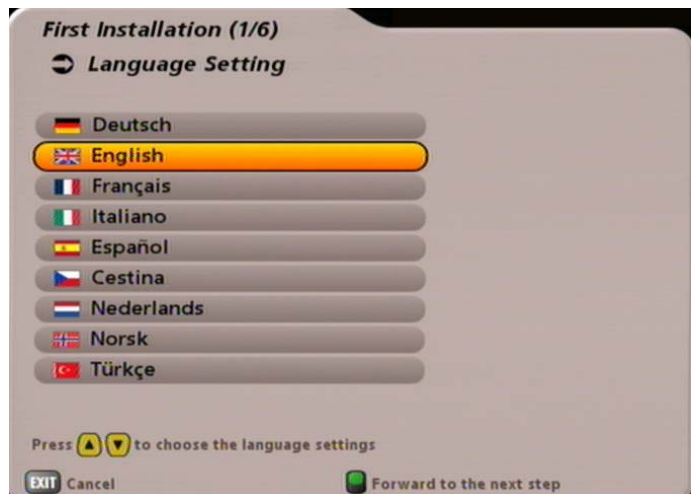 First Installation (1/6)
Language Setting
Deutsch
English
Français
Italiano
Español
Cestina
Nederlands
Norsk
Türkçe
Press to choose the language settings
EXIT Cancel
Forward to the next step